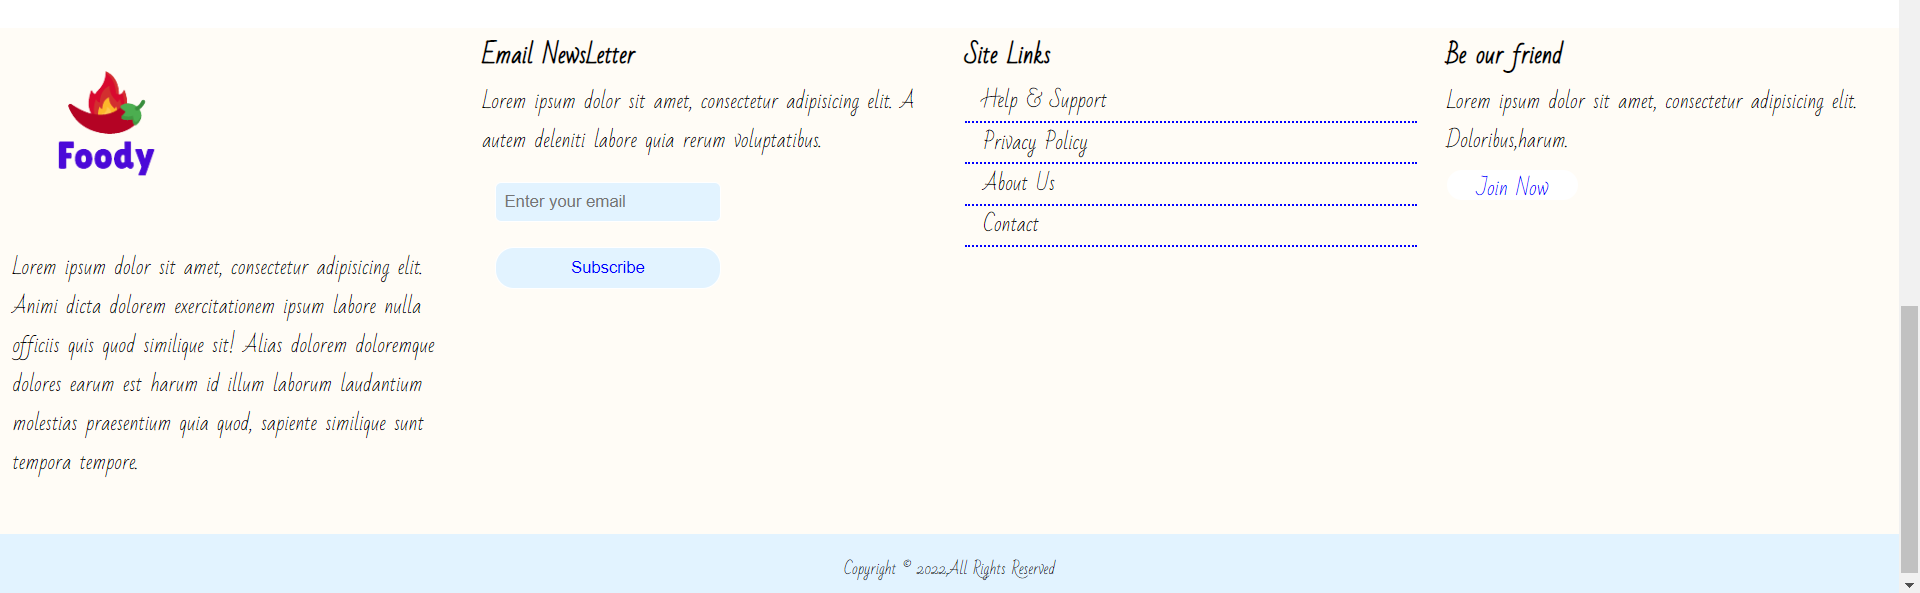 Foody
Lorem ipsum dolor sit amet, consectetur adipisicing elit.
Animi dicta dolorem exercitationem ipsum labore nulla
officiis quis quod similique sit! Alias dolorem doloremque
dolores earum est harum id illum laborum laudantium
molestias praesentium quia quod, sapiente similique sunt
tempora tempore.
Email NewsLetter
Lorem ipsum dolor sit amet, consectetur adipisicing elit. A
autem deleniti labore quia rerum voluptatibus.
Enter your email
Subscribe
Site Links
Help & Support
Privacy Policy
About Us
Contact
Be our friend
Lorem ipsum dolor sit amet, consectetur adipisicing elit.
Doloribus,harum.
Join Now
Copyright © 2022,All Rights Reserved